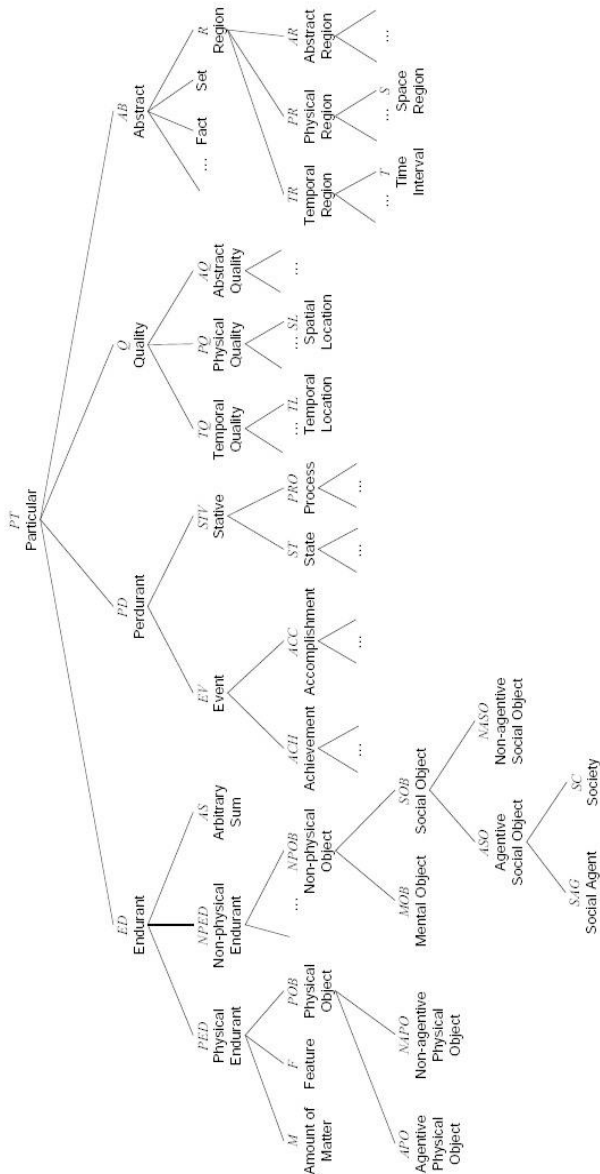 PT
Particular
ED
Endurant
PD
Perdurant
Q
Quality
AB
Abstract
PED
Physical
Endurant
NPED
Non-physical
Endurant
AS
Arbitrary
Sum
EV
Event
STV
Stative
TQ
Temporal
Quality
PQ
Physical
Quality
AQ
Abstract
Quality
...
Fact
Set
R
Region
M
Amount of
Matter
F
Feature
POB
Physical
Object
...
NPOB
Non-physical
Object
ACH
Achievement
...
ACC
Accomplishment
...
ST
State
...
PRO
Process
...
...
TL
Temporal
Location
...
SL
Spatial
Location
...
TR
Temporal
Region
PR
Physical
Region
AR
Abstract
Region
APO
Agentive
Physical
Object
NAPO
Non-agentive
Physical
Object
MOB
Mental Object
SOB
Social Object
...
T
Time
Interval
...
S
Space
Region
...
ASO
Agentive
Social Object
NASO
Non-agentive
Social Object
SAG
Social Agent
SC
Society